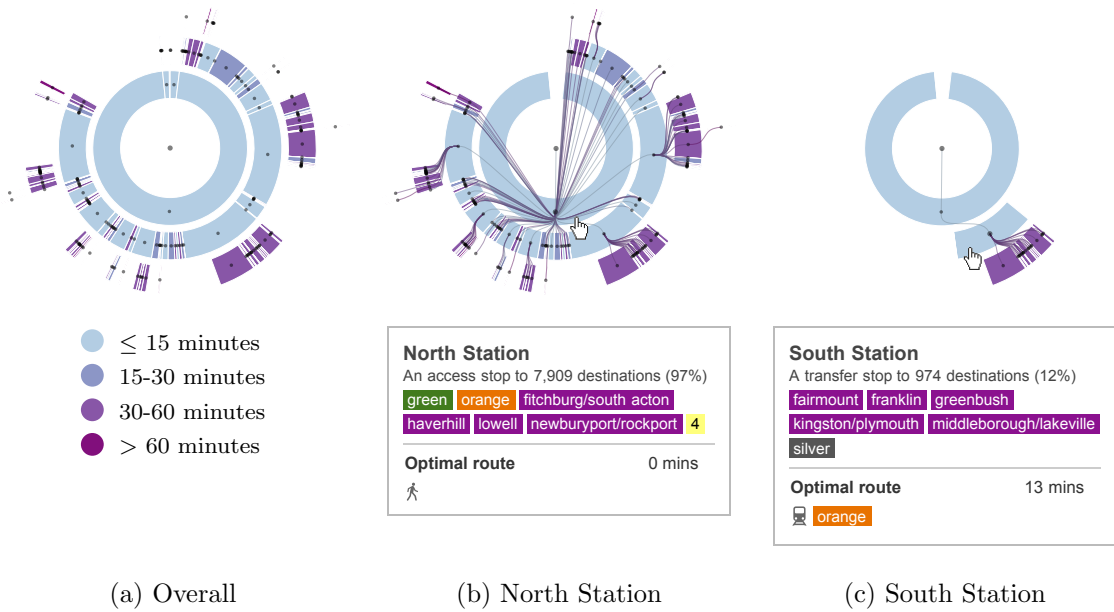 ≤ 15 minutes
15-30 minutes
30-60 minutes
> 60 minutes
North Station
An access stop to 7,909 destinations (97%)
green orange fitchburg/south acton
haverhill lowell newburyport/rockport 4
Optimal route 0 mins
South Station
A transfer stop to 974 destinations (12%)
fairmount franklin greenbush
kingston/plymouth middleborough/lakeville
silver
Optimal route 13 mins
orange
(a) Overall
(b) North Station
(c) South Station